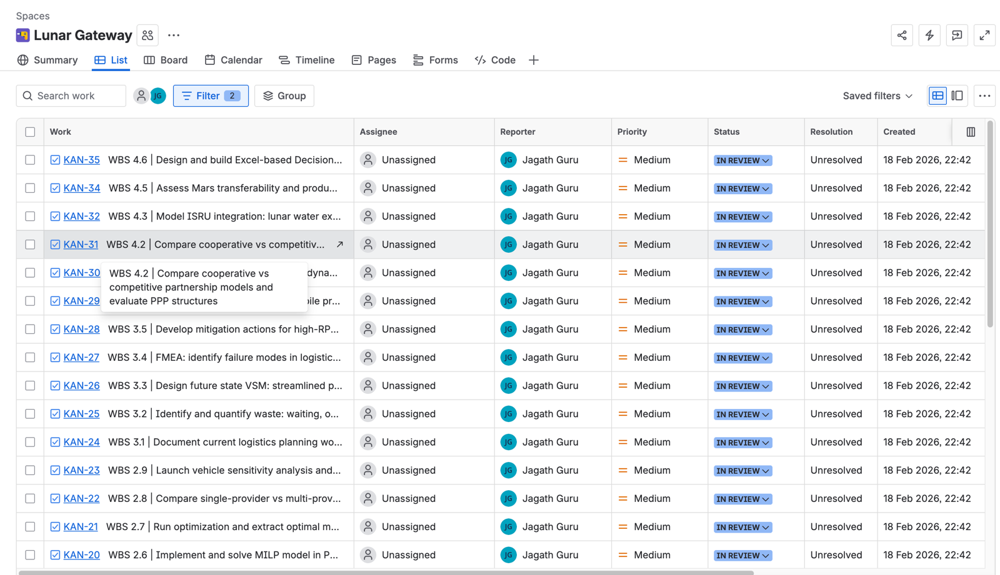 Spaces
Lunar Gateway
Summary List Board Calendar Timeline Pages Forms Code
Search work JG Filter 2 Group Saved filters
Work Assignee Reporter Priority Status Resolution Created
KAN-35 WBS 4.6 | Design and build Excel-based Decision... Unassigned JG Jagath Guru Medium IN REVIEW Unresolved 18 Feb 2026, 22:42
KAN-34 WBS 4.5 | Assess Mars transferability and produ... Unassigned JG Jagath Guru Medium IN REVIEW Unresolved 18 Feb 2026, 22:42
KAN-32 WBS 4.3 | Model ISRU integration: lunar water ex... Unassigned JG Jagath Guru Medium IN REVIEW Unresolved 18 Feb 2026, 22:42
KAN-31 WBS 4.2 | Compare cooperative vs competitiv... Unassigned JG Jagath Guru Medium IN REVIEW Unresolved 18 Feb 2026, 22:42
KAN-30 dyna... Unassigned JG Jagath Guru Medium IN REVIEW Unresolved 18 Feb 2026, 22:42
WBS 4.2 | Compare cooperative vs
competitive partnership models and
evaluate PPP structures
KAN-29 ile pr... Unassigned JG Jagath Guru Medium IN REVIEW Unresolved 18 Feb 2026, 22:42
KAN-28 WBS 3.5 | Develop mitigation actions for high-RP... Unassigned JG Jagath Guru Medium IN REVIEW Unresolved 18 Feb 2026, 22:42
KAN-27 WBS 3.4 | FMEA: identify failure modes in logistic... Unassigned JG Jagath Guru Medium IN REVIEW Unresolved 18 Feb 2026, 22:42
KAN-26 WBS 3.3 | Design future state VSM: streamlined p... Unassigned JG Jagath Guru Medium IN REVIEW Unresolved 18 Feb 2026, 22:42
KAN-25 WBS 3.2 | Identify and quantify waste: waiting, o... Unassigned JG Jagath Guru Medium IN REVIEW Unresolved 18 Feb 2026, 22:42
KAN-24 WBS 3.1 | Document current logistics planning wo... Unassigned JG Jagath Guru Medium IN REVIEW Unresolved 18 Feb 2026, 22:42
KAN-23 WBS 2.9 | Launch vehicle sensitivity analysis and... Unassigned JG Jagath Guru Medium IN REVIEW Unresolved 18 Feb 2026, 22:42
KAN-22 WBS 2.8 | Compare single-provider vs multi-prov... Unassigned JG Jagath Guru Medium IN REVIEW Unresolved 18 Feb 2026, 22:42
KAN-21 WBS 2.7 | Run optimization and extract optimal m... Unassigned JG Jagath Guru Medium IN REVIEW Unresolved 18 Feb 2026, 22:42
KAN-20 WBS 2.6 | Implement and solve MILP model in P... Unassigned JG Jagath Guru Medium IN REVIEW Unresolved 18 Feb 2026, 22:42